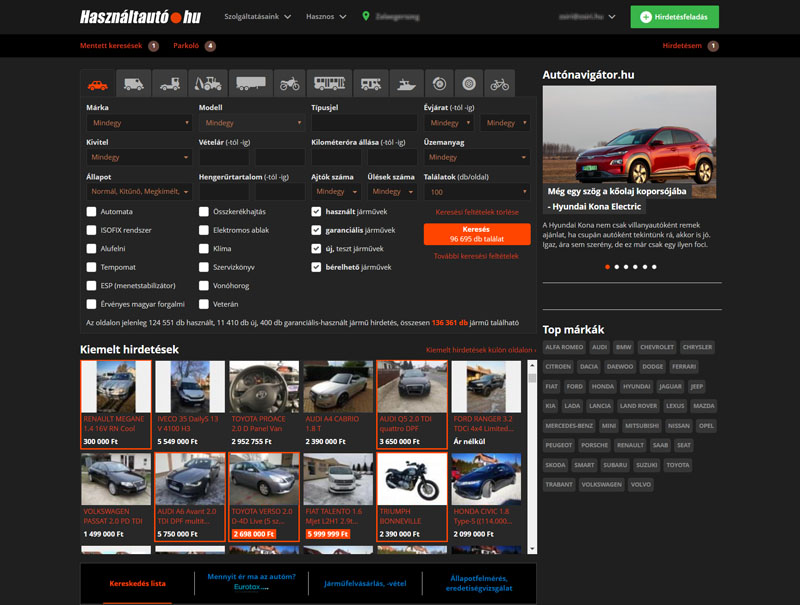 Használtautó hu
Szolgáltatásaink
Hasznos
Hirdetésfeladás
Mentett keresések 1
Parkoló 4
Hirdetésem 1
Márka
Modell
Típusjel
Évjárat (-tól -ig)
Mindegy
Mindegy
Mindegy
Mindegy
Kivitel
Vételár (-tól -ig)
Kilométeróra állása (-tól -ig)
Üzemanyag
Mindegy
Mindegy
Állapot
Hengerűrtartalom (-tól -ig)
Ajtók száma
Ülések száma
Találatok (db/oldal)
Normál, Kitűnő, Megkímélt,
Mindegy
Mindegy
100
Automata
Összkerékhajtás
használt járművek
Keresési feltételek törlése
ISOFIX rendszer
Elektromos ablak
garanciális járművek
Keresés
96 695 db találat
Alufelni
Klíma
új, teszt járművek
További keresési feltételek
Tempomat
Szervizkönyv
bérelhető járművek
ESP (menetstabilizátor)
Vonóhorog
Érvényes magyar forgalmi
Veterán
Az oldalon jelenleg 124 551 db használt, 11 410 db új, 400 db garanciális-használt jármű hirdetés, összesen 136 361 db jármű található
Autónavigátor.hu
Még egy szög a kőolaj koporsójába
- Hyundai Kona Electric
A Hyundai Kona nem csak villanyautóként remek
ajánlat, ha csupán autóként tekintünk rá, akkor is jó.
Igaz, ára sem szerény, de ez már csak egy ilyen foci.
Top márkák
ALFA ROMEO AUDI BMW CHEVROLET CHRYSLER
CITROEN DACIA DAEWOO DODGE FERRARI
FIAT FORD HONDA HYUNDAI JAGUAR JEEP
KIA LADA LANCIA LAND ROVER LEXUS MAZDA
MERCEDES-BENZ MINI MITSUBISHI NISSAN OPEL
PEUGEOT PORSCHE RENAULT SAAB SEAT
SKODA SMART SUBARU SUZUKI TOYOTA
TRABANT VOLKSWAGEN VOLVO
Kiemelt hirdetések
Kiemelt hirdetések külön oldalon ›
RENAULT MEGANE
1.4 16V RN Cool
300 000 Ft
IVECO 35 DailyS 13
V 4100 H3
5 549 000 Ft
TOYOTA PROACE
2.0 D Panel Van
2 952 755 Ft
AUDI A4 CABRIO
1.8 T
2 390 000 Ft
AUDI Q5 2.0 TDI
quattro DPF
3 650 000 Ft
FORD RANGER 3.2
TDCi 4x4 Limited...
Ár nélkül
VOLKSWAGEN
PASSAT 2.0 PD TDI
1 499 000 Ft
AUDI A6 Avant 2.0
TDI DPF multit...
5 750 000 Ft
TOYOTA VERSO 2.0
D-4D Live (5 sz...
2 698 000 Ft
FIAT TALENTO 1.6
Mjet L2H1 2.9t...
5 999 999 Ft
TRIUMPH
BONNEVILLE
2 390 000 Ft
HONDA CIVIC 1.8
Type-S ((114.000...
2 099 000 Ft
Kereskedés lista
Mennyit ér ma az autóm?
Eurotax....
Járműfelvásárlás, -vétel
Állapotfelmérés,
eredetiségvizsgálat